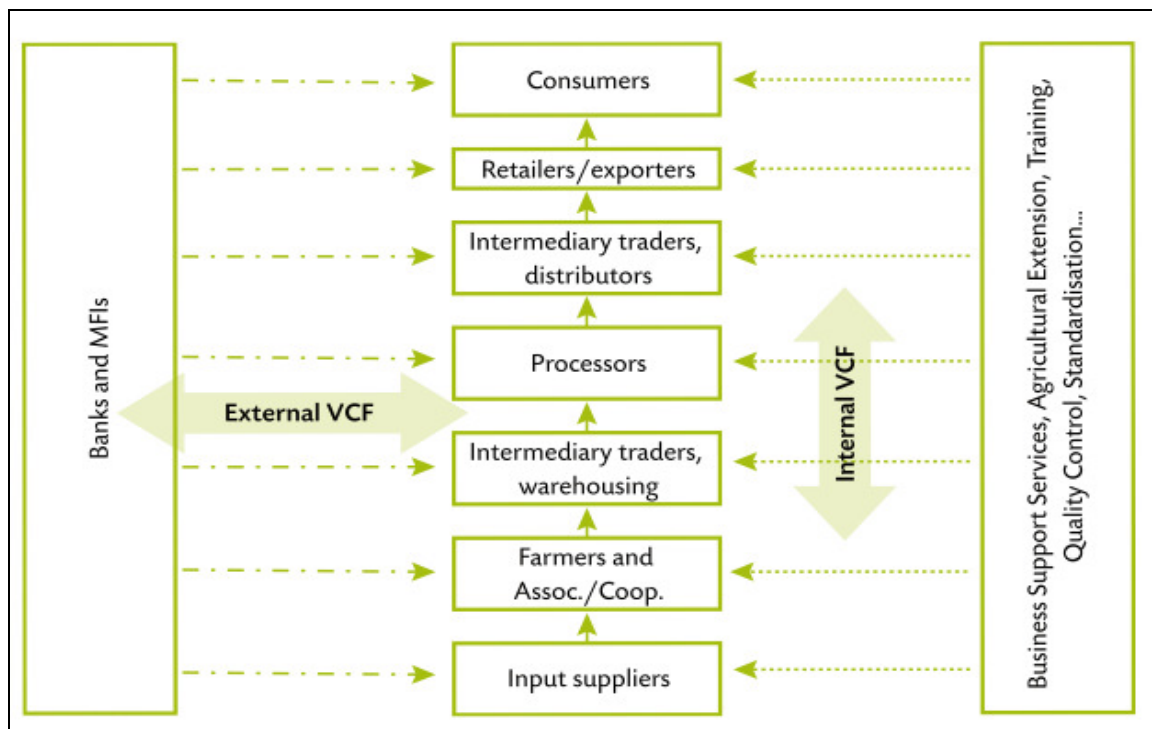 Banks and MFIs
External VCF
Consumers
Retailers/exporters
Intermediary traders,
distributors
Processors
Intermediary traders,
warehousing
Farmers and
Assoc./Coop.
Input suppliers
Internal VCF
Business Support Services, Agricultural Extension, Training,
Quality Control, Standardisation...